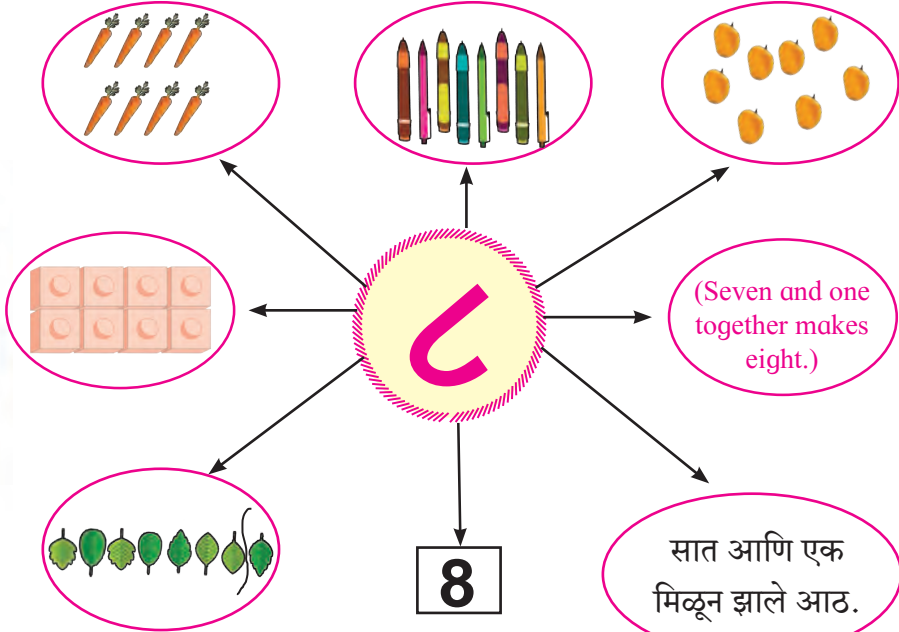 ८
(Seven and one
together makes
eight.)
8
सात आणि एक
मिळून झाले आठ.